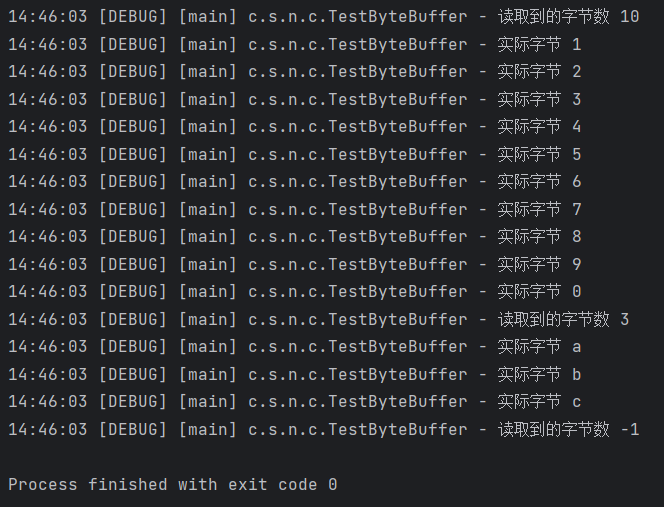 14:46:03 [DEBUG] [main] c.s.n.c.TestByteBuffer - 读取到的字节数 10
14:46:03 [DEBUG] [main] c.s.n.c.TestByteBuffer - 实际字节 1
14:46:03 [DEBUG] [main] c.s.n.c.TestByteBuffer - 实际字节 2
14:46:03 [DEBUG] [main] c.s.n.c.TestByteBuffer - 实际字节 3
14:46:03 [DEBUG] [main] c.s.n.c.TestByteBuffer - 实际字节 4
14:46:03 [DEBUG] [main] c.s.n.c.TestByteBuffer - 实际字节 5
14:46:03 [DEBUG] [main] c.s.n.c.TestByteBuffer - 实际字节 6
14:46:03 [DEBUG] [main] c.s.n.c.TestByteBuffer - 实际字节 7
14:46:03 [DEBUG] [main] c.s.n.c.TestByteBuffer - 实际字节 8
14:46:03 [DEBUG] [main] c.s.n.c.TestByteBuffer - 实际字节 9
14:46:03 [DEBUG] [main] c.s.n.c.TestByteBuffer - 实际字节 0
14:46:03 [DEBUG] [main] c.s.n.c.TestByteBuffer - 读取到的字节数 3
14:46:03 [DEBUG] [main] c.s.n.c.TestByteBuffer - 实际字节 a
14:46:03 [DEBUG] [main] c.s.n.c.TestByteBuffer - 实际字节 b
14:46:03 [DEBUG] [main] c.s.n.c.TestByteBuffer - 实际字节 c
14:46:03 [DEBUG] [main] c.s.n.c.TestByteBuffer - 读取到的字节数 -1
Process finished with exit code 0